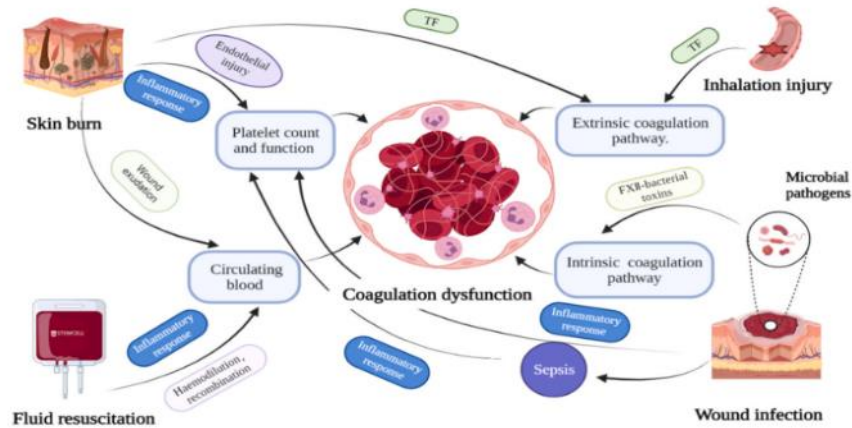 TF
Endothelial
injury
Inflammatory
response
Skin burn
TF
Inhalation injury
Platelet count
and function
Extrinsic coagulation
pathway.
Wound
exudation
FXⅡ-bacterial
toxins
Microbial
pathogens
Circulating
blood
Intrinsic coagulation
pathway
Coagulation dysfunction
STEMCELL
Inflammatory
response
Haemodilution,
recombination
Inflammatory
response
Inflammatory
response
Sepsis
Fluid resuscitation
Wound infection